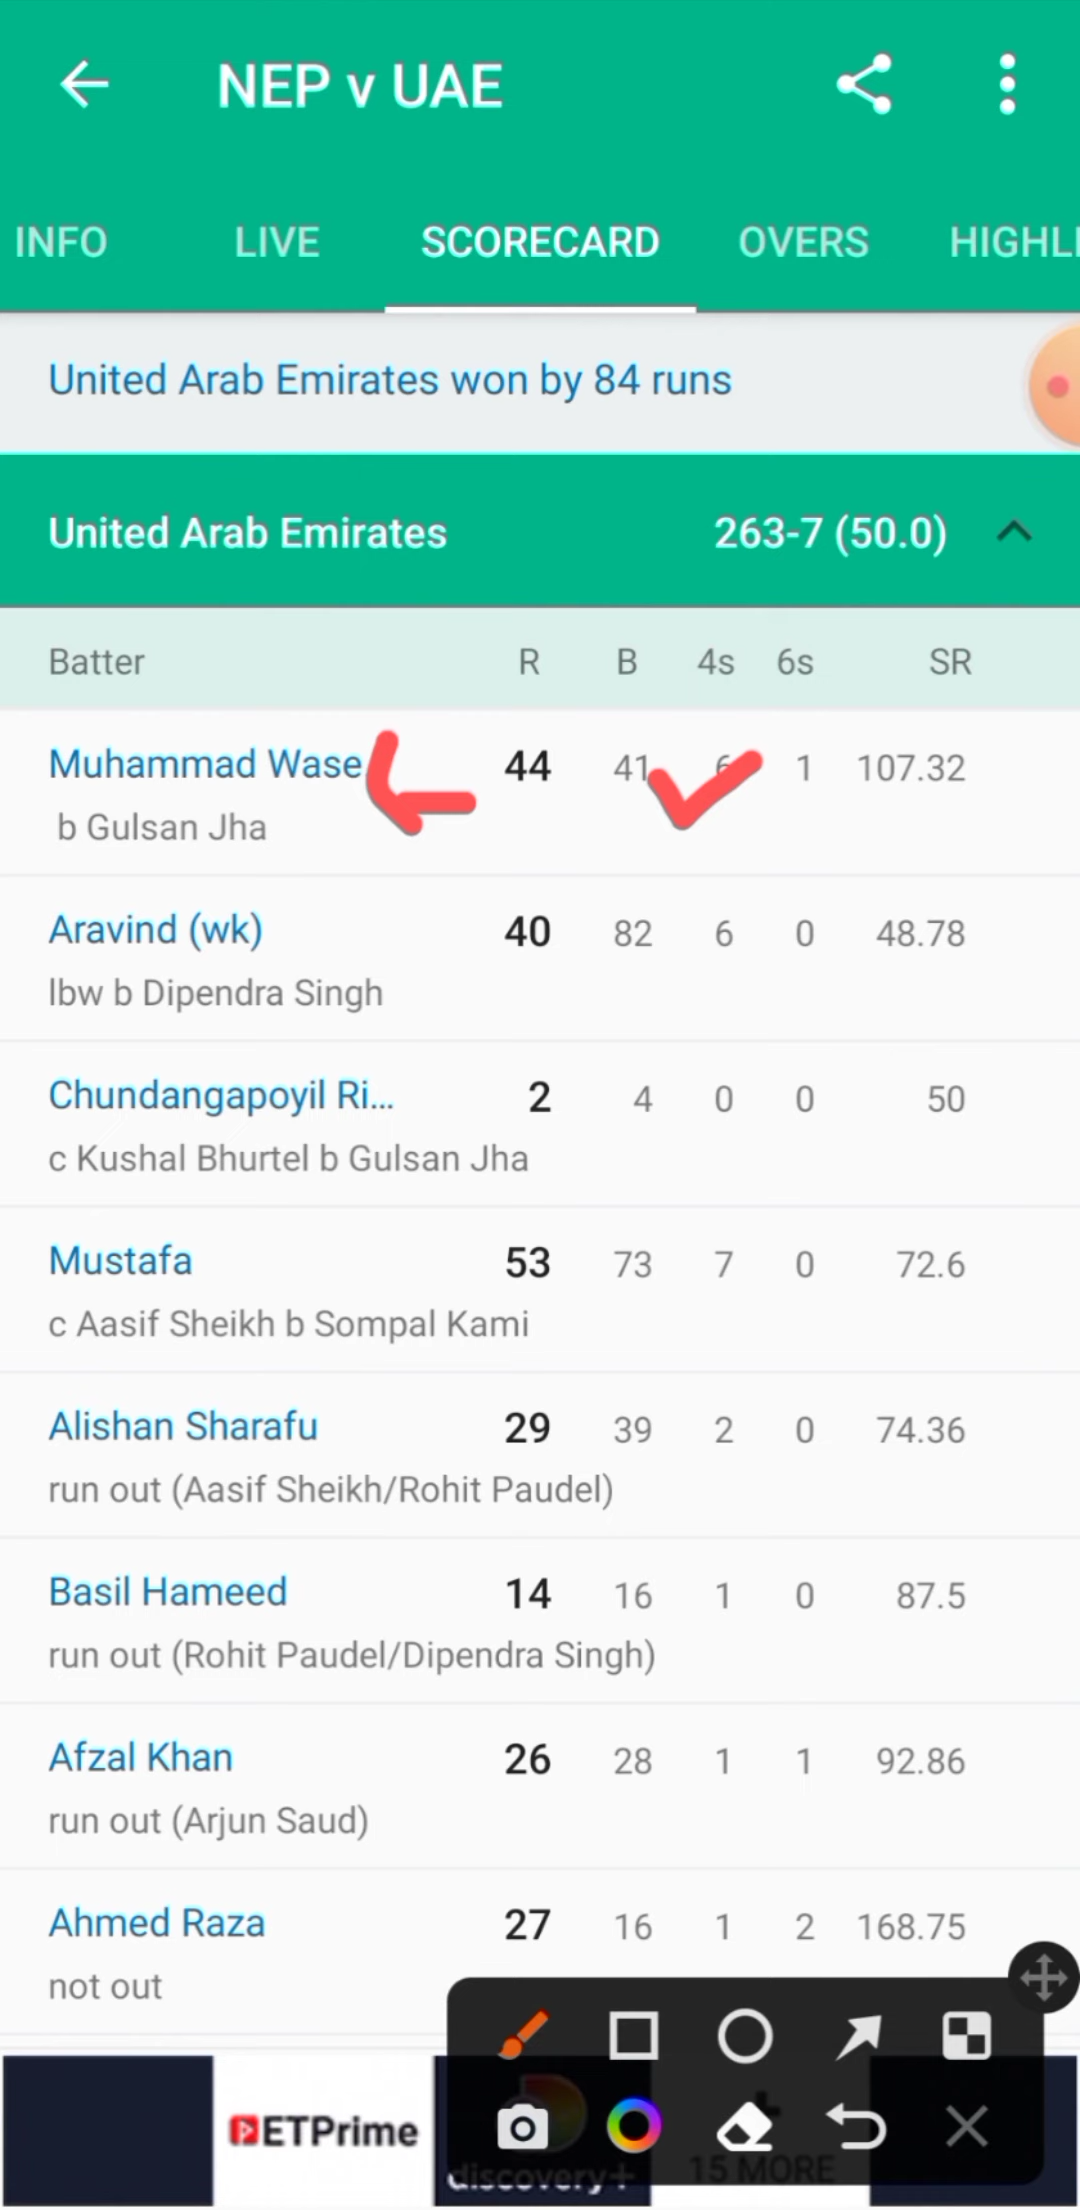 NEP v UAE
INFO LIVE SCORECARD OVERS HIGHLI
United Arab Emirates won by 84 runs
United Arab Emirates 263-7 (50.0)
Batter R B 4s 6s SR
Muhammad Wase 44 41 6 1 107.32
b Gulsan Jha
Aravind (wk) 40 82 6 0 48.78
lbw b Dipendra Singh
Chundangapoyil Ri... 2 4 0 0 50
c Kushal Bhurtel b Gulsan Jha
Mustafa 53 73 7 0 72.6
c Aasif Sheikh b Sompal Kami
Alishan Sharafu 29 39 2 0 74.36
run out (Aasif Sheikh/Rohit Paudel)
Basil Hameed 14 16 1 0 87.5
run out (Rohit Paudel/Dipendra Singh)
Afzal Khan 26 28 1 1 92.86
run out (Arjun Saud)
Ahmed Raza 27 16 1 2 168.75
not out
ETPrime
discovery+ 15 MORE